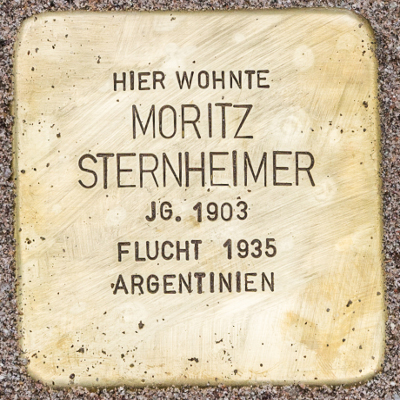 HIER WOHNTE
MORITZ
STERNHEIMER
JG. 1903
FLUCHT 1935
ARGENTINIEN